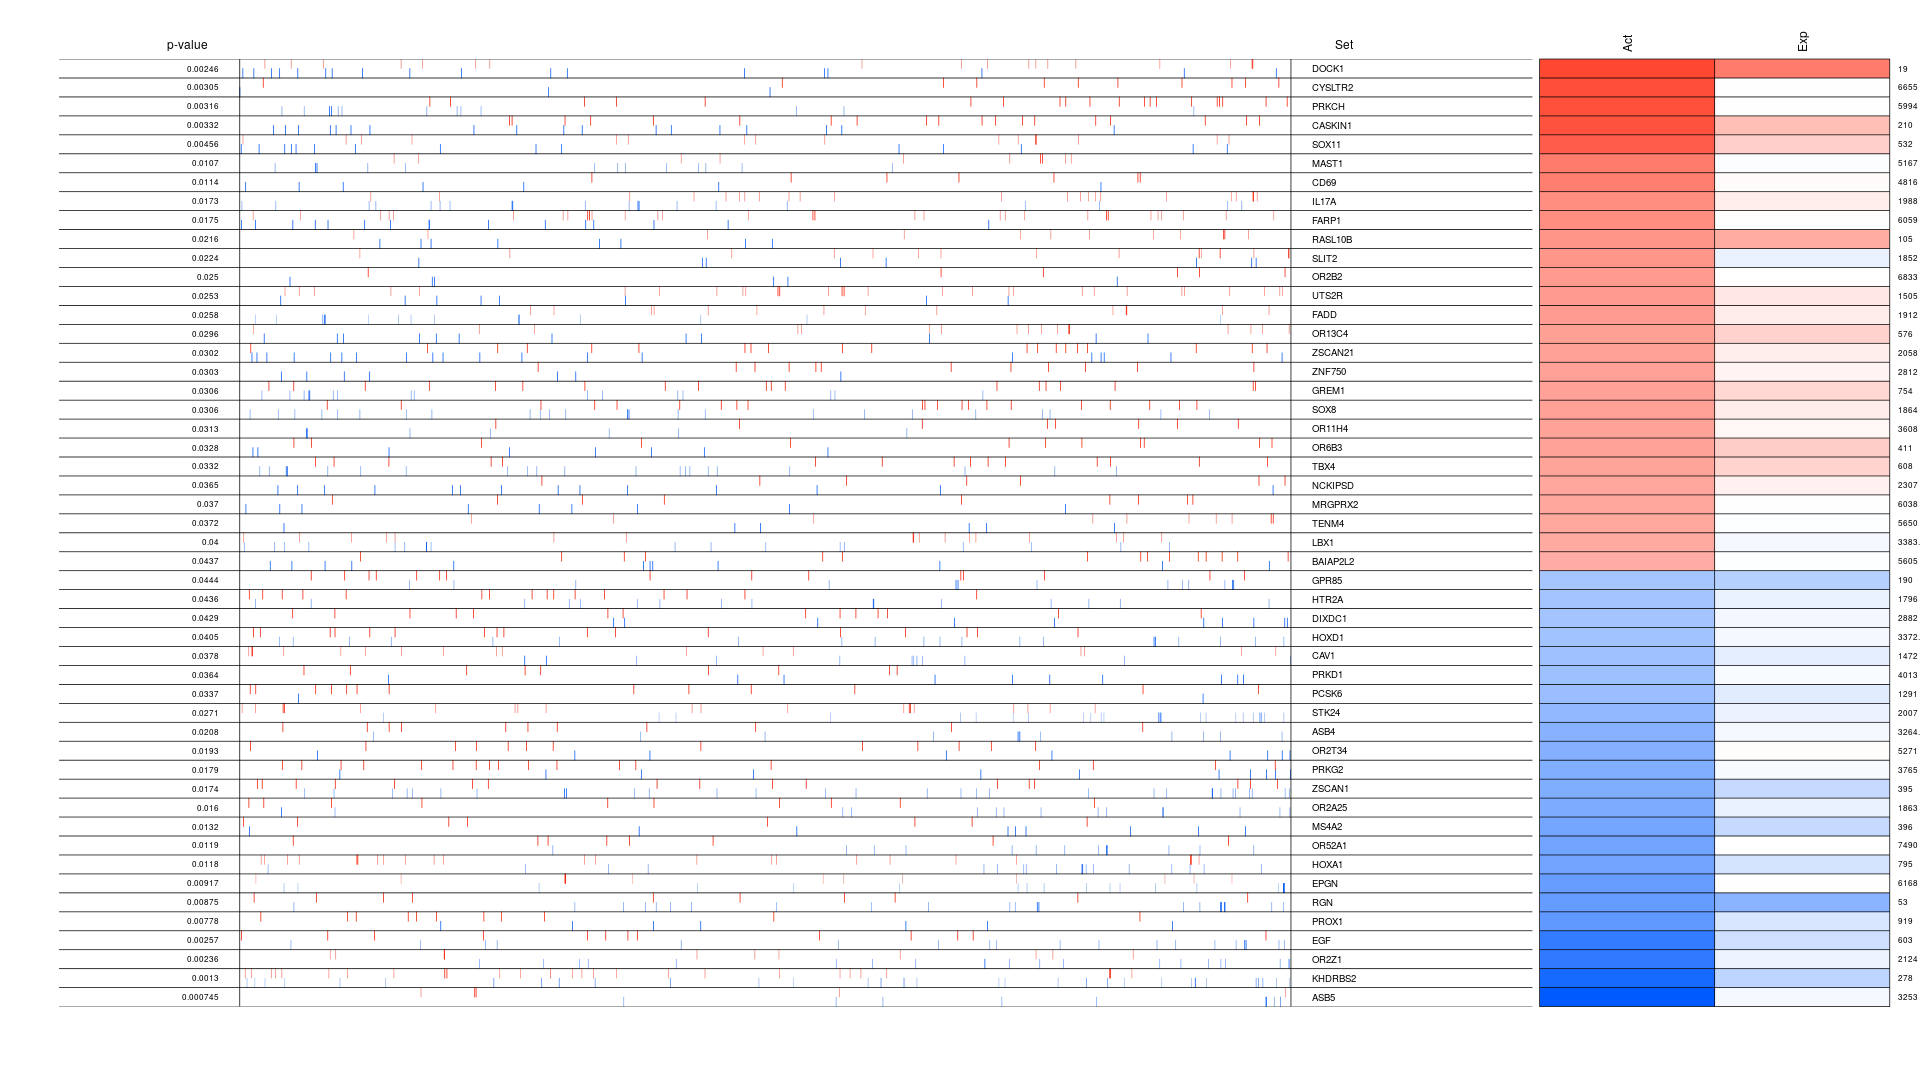 p-value Set Act Exp
0.00246 DOCK1 19
0.00305 CYSLTR2 6655
0.00316 PRKCH 5994
0.00332 CASKIN1 210
0.00456 SOX11 532
0.0107 MAST1 5167
0.0114 CD69 4816
0.0173 IL17A 1988
0.0175 FARP1 6059
0.0216 RASL10B 105
0.0224 SLIT2 1852
0.025 OR2B2 6833
0.0253 UTS2R 1505
0.0258 FADD 1912
0.0296 OR13C4 576
0.0302 ZSCAN21 2058
0.0303 ZNF750 2812
0.0306 GREM1 754
0.0306 SOX8 1864
0.0313 OR11H4 3608
0.0328 OR6B3 411
0.0332 TBX4 608
0.0365 NCKIPSD 2307
0.037 MRGPRX2 6038
0.0372 TENM4 5650
0.04 LBX1 3383.
0.0437 BAIAP2L2 5605
0.0444 GPR85 190
0.0436 HTR2A 1796
0.0429 DIXDC1 2882
0.0405 HOXD1 3372.
0.0378 CAV1 1472
0.0364 PRKD1 4013
0.0337 PCSK6 1291
0.0271 STK24 2007
0.0208 ASB4 3264.
0.0193 OR2T34 5271
0.0179 PRKG2 3765
0.0174 ZSCAN1 395
0.016 OR2A25 1863
0.0132 MS4A2 396
0.0119 OR52A1 7490
0.0118 HOXA1 795
0.00917 EPGN 6168
0.00875 RGN 53
0.00778 PROX1 919
0.00257 EGF 603
0.00236 OR2Z1 2124
0.0013 KHDRBS2 278
0.000745 ASB5 3253